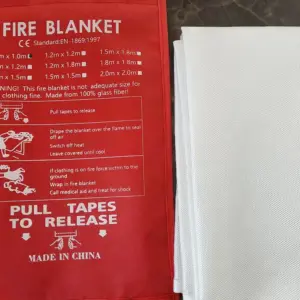 FIRE BLANKET
CE Standard:EN-1869:1997
m x 1.0m 1.2m x 1.2m 1.5m x 1.8m
1.2m x 1.8m 1.8m x 1.8m
x 1.5m 1.5m x 1.5m 2.0m x 2.0m
NING! This fire blanket is not adequate size for
clothing fine. Made from 100% glass fiber!
Pull tapes to release
Drape the blanket over the flame to seal
off air
Switch off heat
Leave covered until cool
If clothing is on fire force victim to the
ground
Wrap in fire blanket
Call medical aid and treat for shock
PULL TAPES
TO RELEASE
MADE IN CHINA